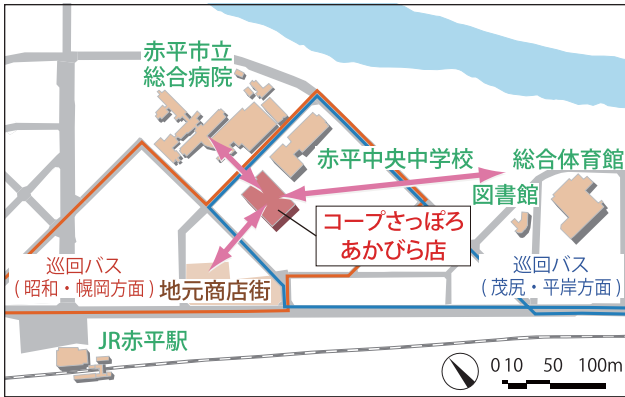 赤平市立
総合病院
赤平中央中学校
総合体育館
図書館
コープさっぽろ
あかびら店
巡回バス
(昭和・幌岡方面)
地元商店街
巡回バス
(茂尻・平岸方面)
JR赤平駅
0 10 50 100m